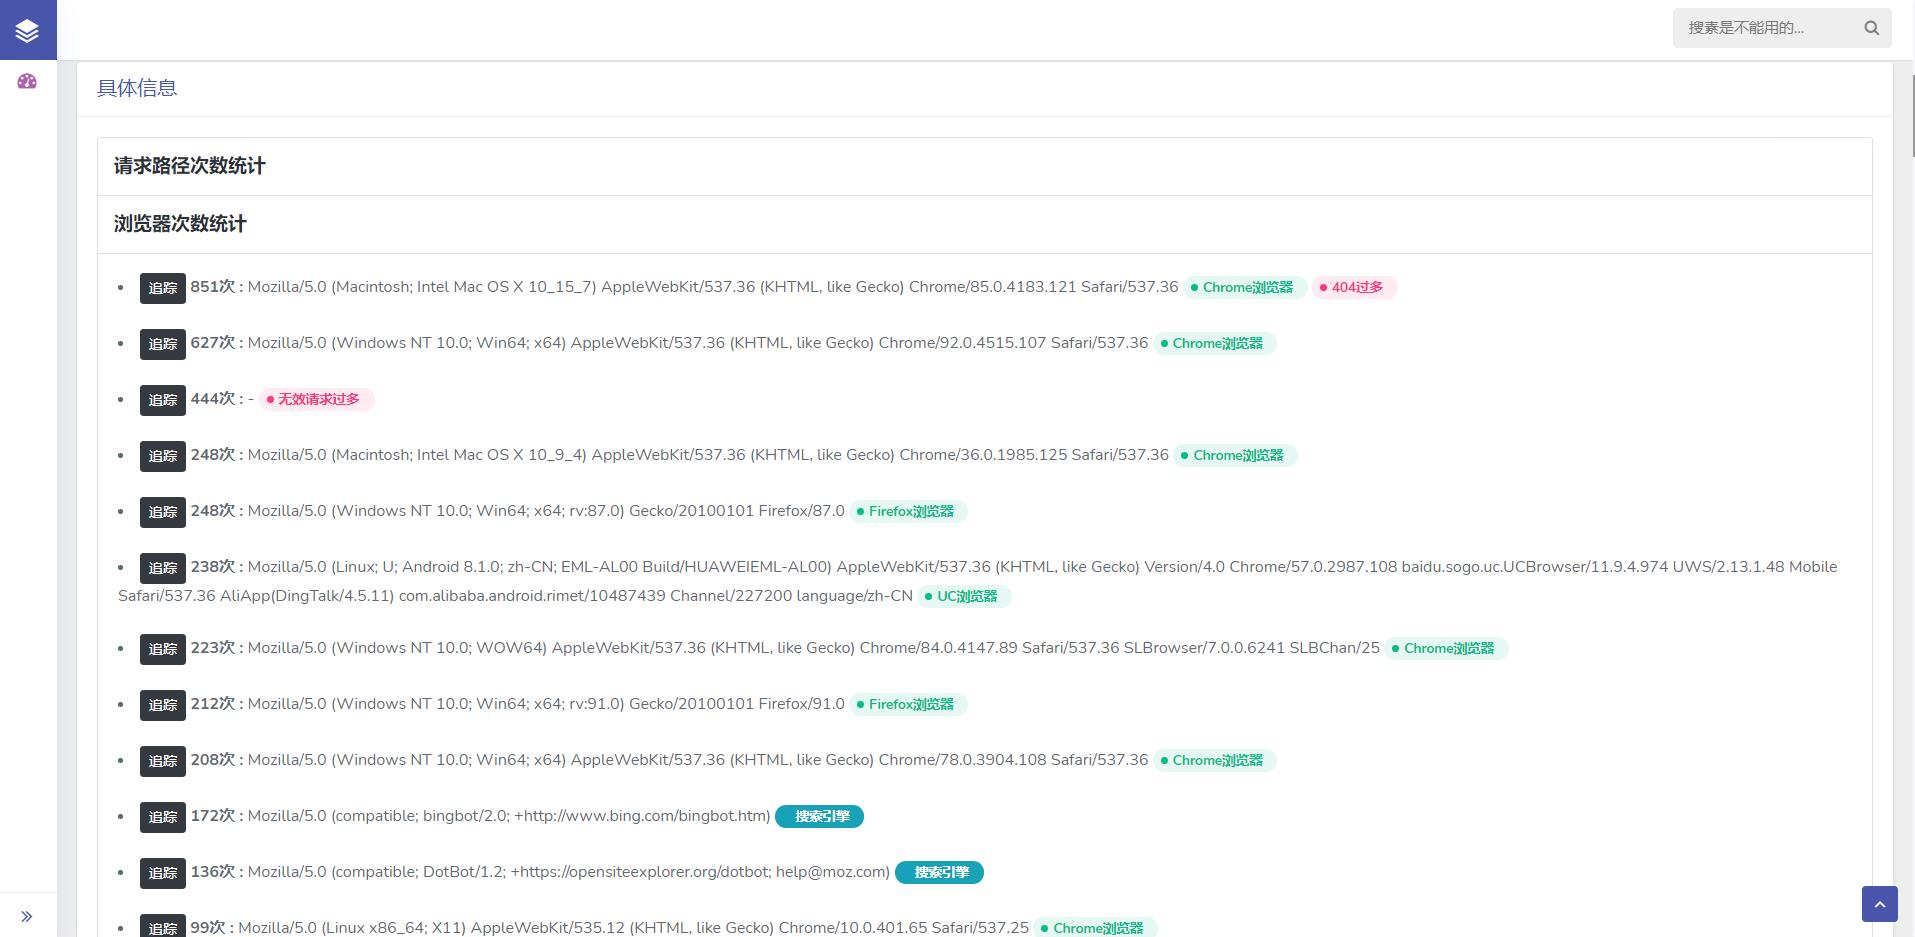 搜素是不能用的...
具体信息
请求路径次数统计
浏览器次数统计
追踪 851次 : Mozilla/5.0 (Macintosh; Intel Mac OS X 10_15_7) AppleWebKit/537.36 (KHTML, like Gecko) Chrome/85.0.4183.121 Safari/537.36 Chrome浏览器 404过多
追踪 627次 : Mozilla/5.0 (Windows NT 10.0; Win64; x64) AppleWebKit/537.36 (KHTML, like Gecko) Chrome/92.0.4515.107 Safari/537.36 Chrome浏览器
追踪 444次 : - 无效请求过多
追踪 248次 : Mozilla/5.0 (Macintosh; Intel Mac OS X 10_9_4) AppleWebKit/537.36 (KHTML, like Gecko) Chrome/36.0.1985.125 Safari/537.36 Chrome浏览器
追踪 248次 : Mozilla/5.0 (Windows NT 10.0; Win64; x64; rv:87.0) Gecko/20100101 Firefox/87.0 Firefox浏览器
追踪 238次 : Mozilla/5.0 (Linux; U; Android 8.1.0; zh-CN; EML-AL00 Build/HUAWEIEML-AL00) AppleWebKit/537.36 (KHTML, like Gecko) Version/4.0 Chrome/57.0.2987.108 baidu.sogo.uc.UCBrowser/11.9.4.974 UWS/2.13.1.48 Mobile
Safari/537.36 AliApp(DingTalk/4.5.11) com.alibaba.android.rimet/10487439 Channel/227200 language/zh-CN UC浏览器
追踪 223次 : Mozilla/5.0 (Windows NT 10.0; WOW64) AppleWebKit/537.36 (KHTML, like Gecko) Chrome/84.0.4147.89 Safari/537.36 SLBrowser/7.0.0.6241 SLBChan/25 Chrome浏览器
追踪 212次 : Mozilla/5.0 (Windows NT 10.0; Win64; x64; rv:91.0) Gecko/20100101 Firefox/91.0 Firefox浏览器
追踪 208次 : Mozilla/5.0 (Windows NT 10.0; Win64; x64) AppleWebKit/537.36 (KHTML, like Gecko) Chrome/78.0.3904.108 Safari/537.36 Chrome浏览器
追踪 172次 : Mozilla/5.0 (compatible; bingbot/2.0; +http://www.bing.com/bingbot.htm) 搜索引擎
追踪 136次 : Mozilla/5.0 (compatible; DotBot/1.2; +https://opensiteexplorer.org/dotbot; help@moz.com) 搜索引擎
追踪 99次 : Mozilla/5.0 (Linux x86_64; X11) AppleWebKit/535.12 (KHTML, like Gecko) Chrome/10.0.401.65 Safari/537.25 Chrome浏览器